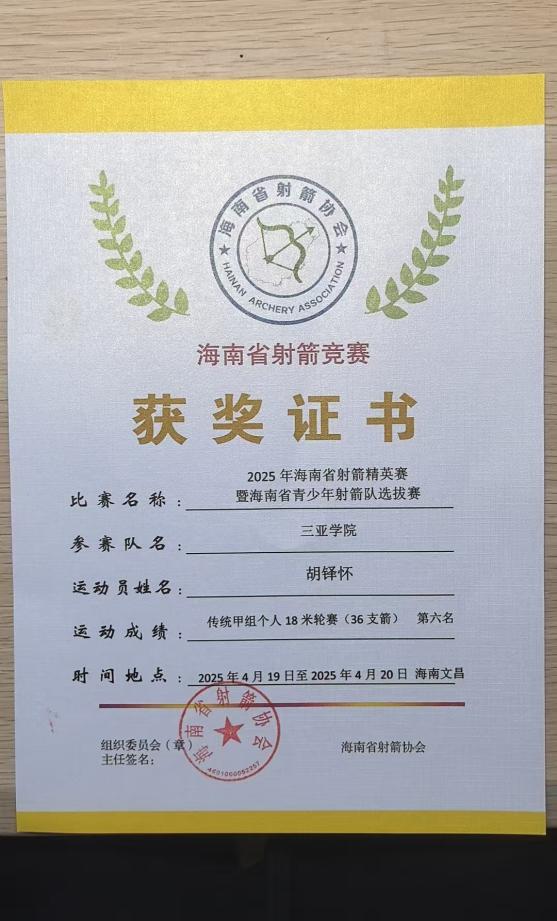 海南省射箭协会
HAINAN ARCHERY ASSOCIATION
海南省射箭竞赛
获奖证书
2025 年海南省射箭精英赛
比赛名称：暨海南省青少年射箭队选拔赛
参赛队名：三亚学院
运动员姓名：胡铎怀
运动成绩：传统甲组个人 18 米轮赛（36 支箭） 第六名
时间地点：2025 年 4 月 19 日至 2025 年 4 月 20 日 海南文昌
海南省射箭协会
组织委员会（章） 海南省射箭协会
主任签名：